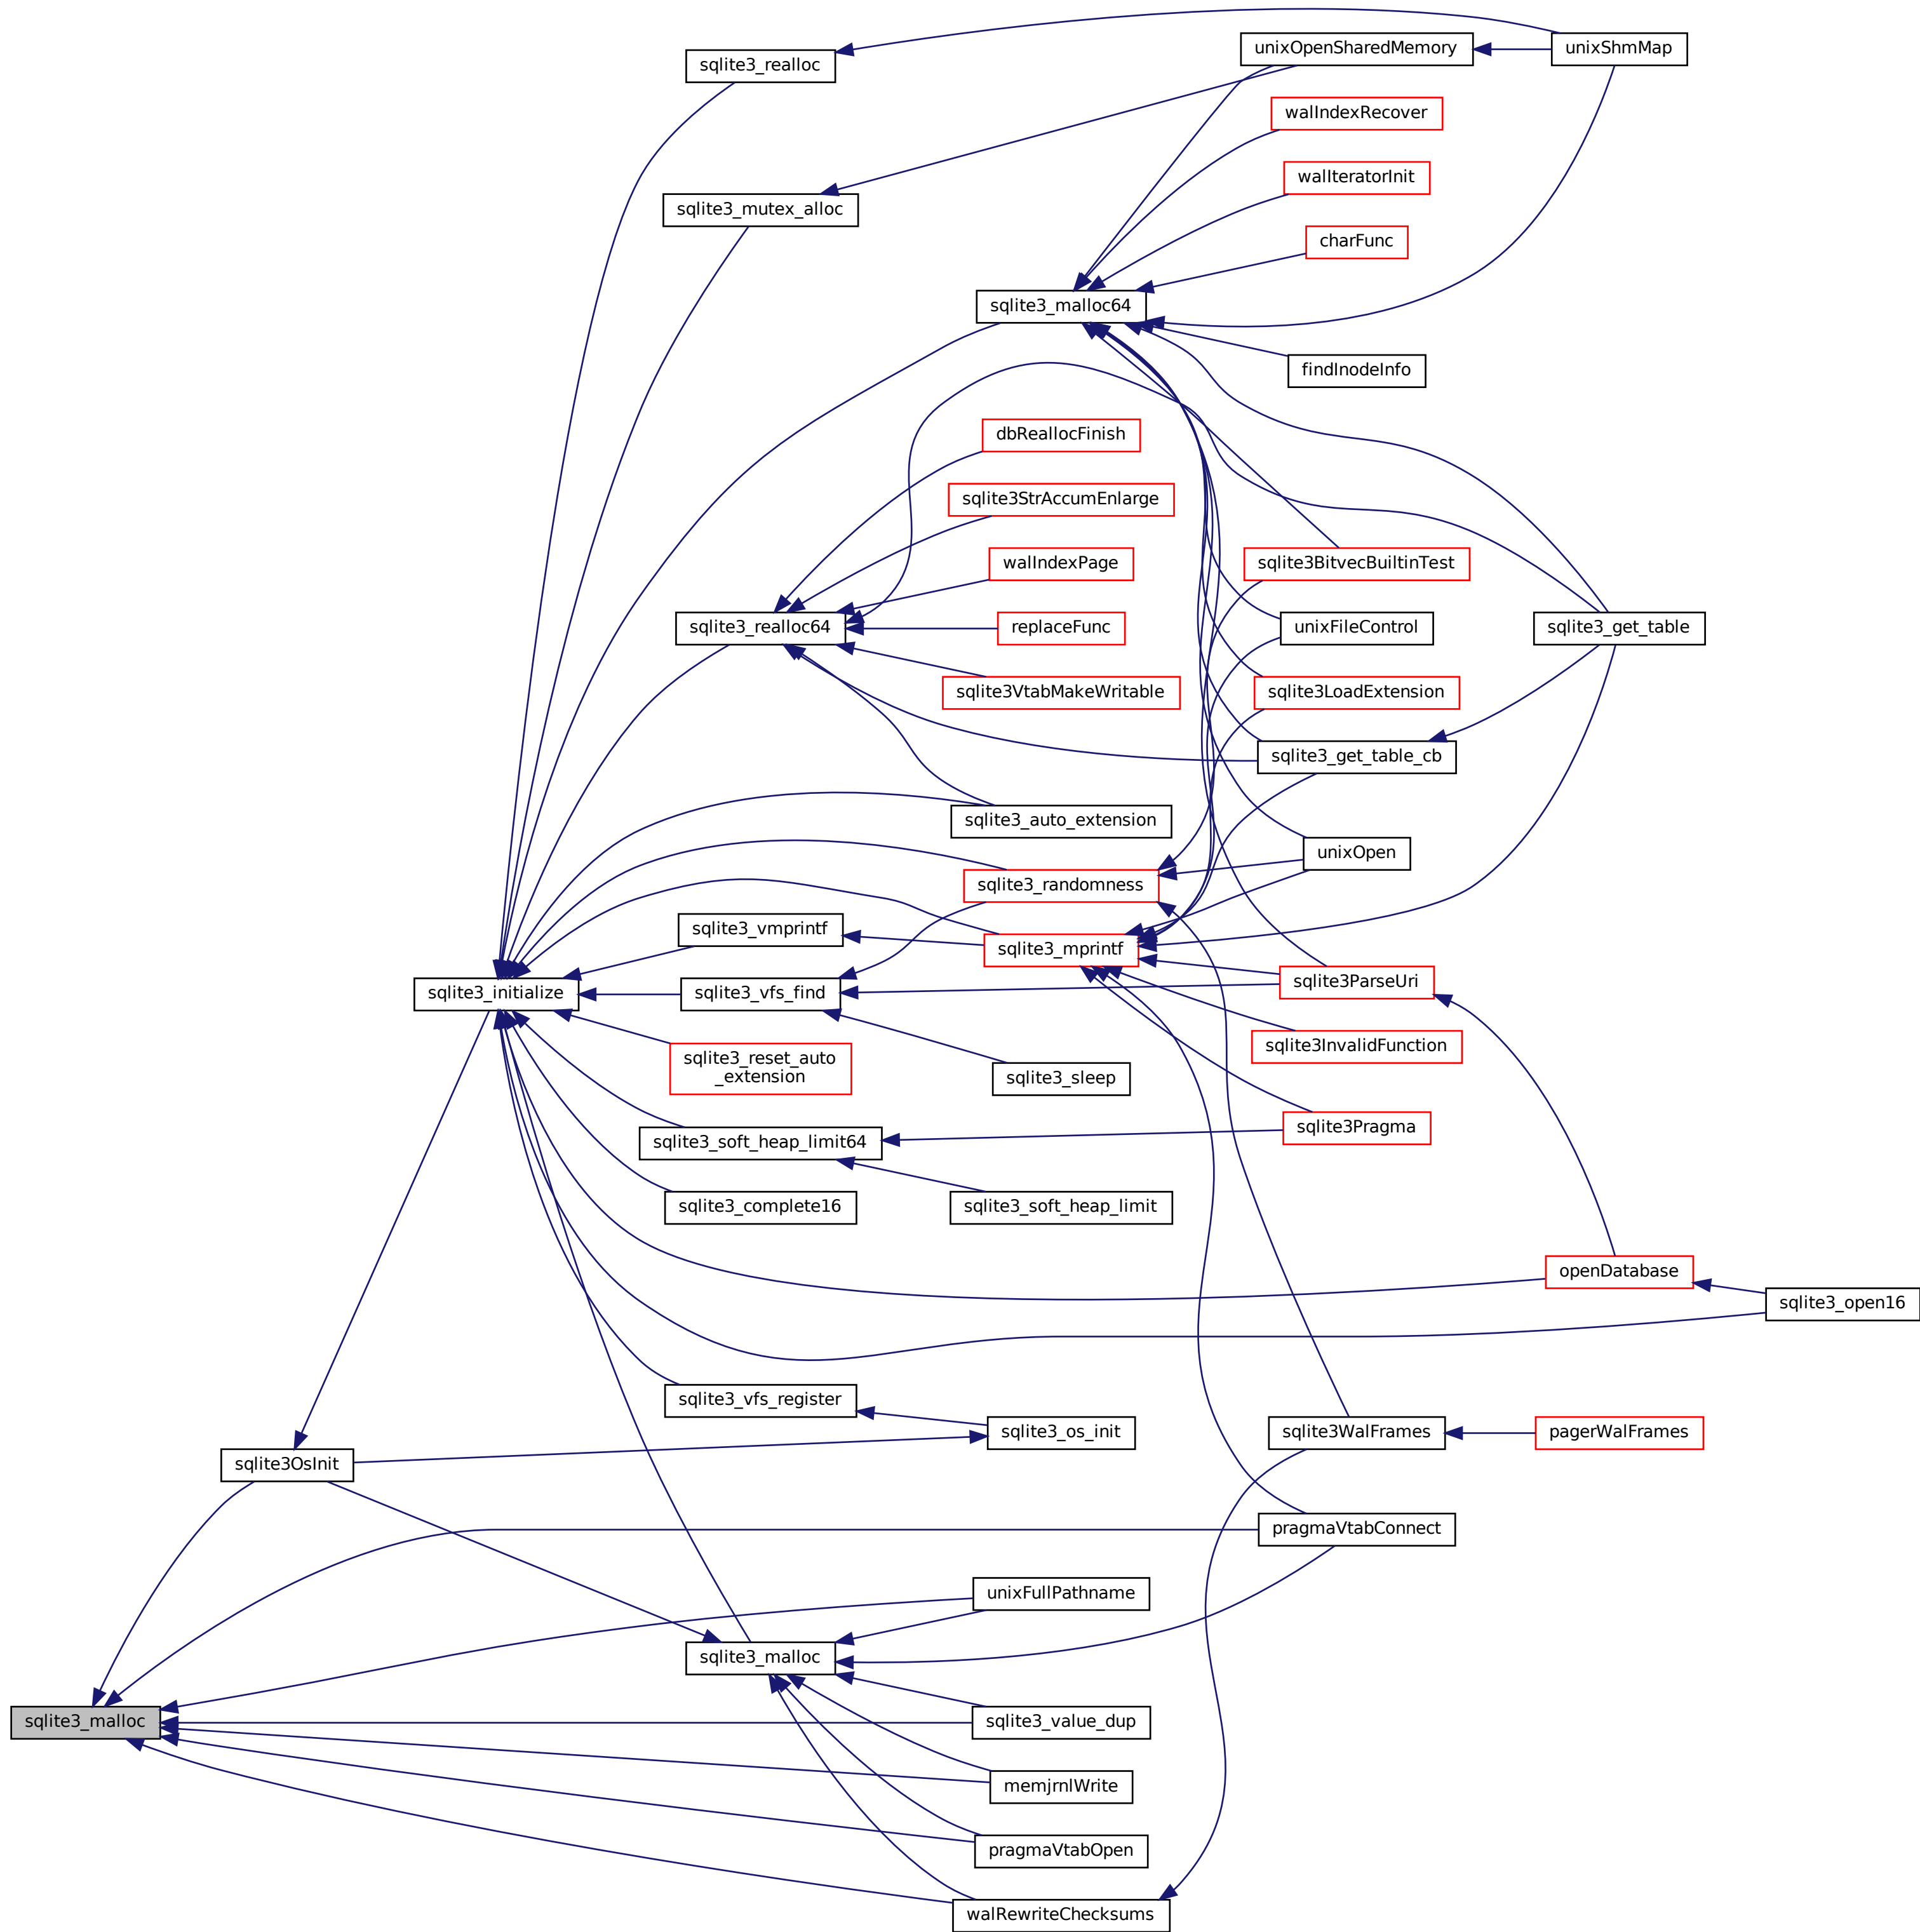 unixOpenSharedMemory
unixShmMap
sqlite3_realloc
walIndexRecover
walIteratorInit
sqlite3_mutex_alloc
charFunc
sqlite3_malloc64
findInodeInfo
dbReallocFinish
sqlite3StrAccumEnlarge
walIndexPage
sqlite3BitvecBuiltinTest
sqlite3_realloc64
replaceFunc
unixFileControl
sqlite3_get_table
sqlite3VtabMakeWritable
sqlite3LoadExtension
sqlite3_get_table_cb
sqlite3_auto_extension
unixOpen
sqlite3_randomness
sqlite3_vmprintf
sqlite3_mprintf
sqlite3_initialize
sqlite3_vfs_find
sqlite3ParseUri
sqlite3InvalidFunction
sqlite3_reset_auto
_extension
sqlite3_sleep
sqlite3Pragma
sqlite3_soft_heap_limit64
sqlite3_complete16
sqlite3_soft_heap_limit
openDatabase
sqlite3_open16
sqlite3_vfs_register
sqlite3_os_init
sqlite3WalFrames
pagerWalFrames
sqlite3OsInit
pragmaVtabConnect
unixFullPathname
sqlite3_malloc
sqlite3_malloc
sqlite3_value_dup
memjrnlWrite
pragmaVtabOpen
walRewriteChecksums